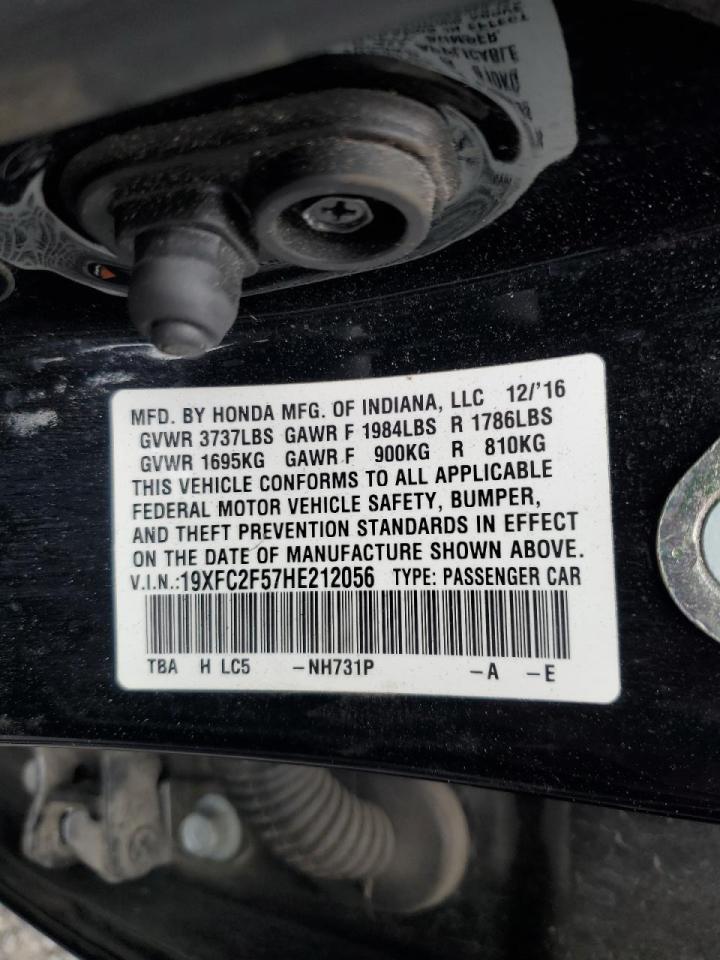 MFD. BY HONDA MFG. OF INDIANA, LLC 12/'16
GVWR 3737LBS GAWR F 1984LBS R 1786LBS
GVWR 1695KG GAWR F 900KG R 810KG
THIS VEHICLE CONFORMS TO ALL APPLICABLE
FEDERAL MOTOR VEHICLE SAFETY, BUMPER,
AND THEFT PREVENTION STANDARDS IN EFFECT
ON THE DATE OF MANUFACTURE SHOWN ABOVE.
V.I.N.:19XFC2F57HE212056 TYPE: PASSENGER CAR
TBA H LC5 -NH731P -A -E